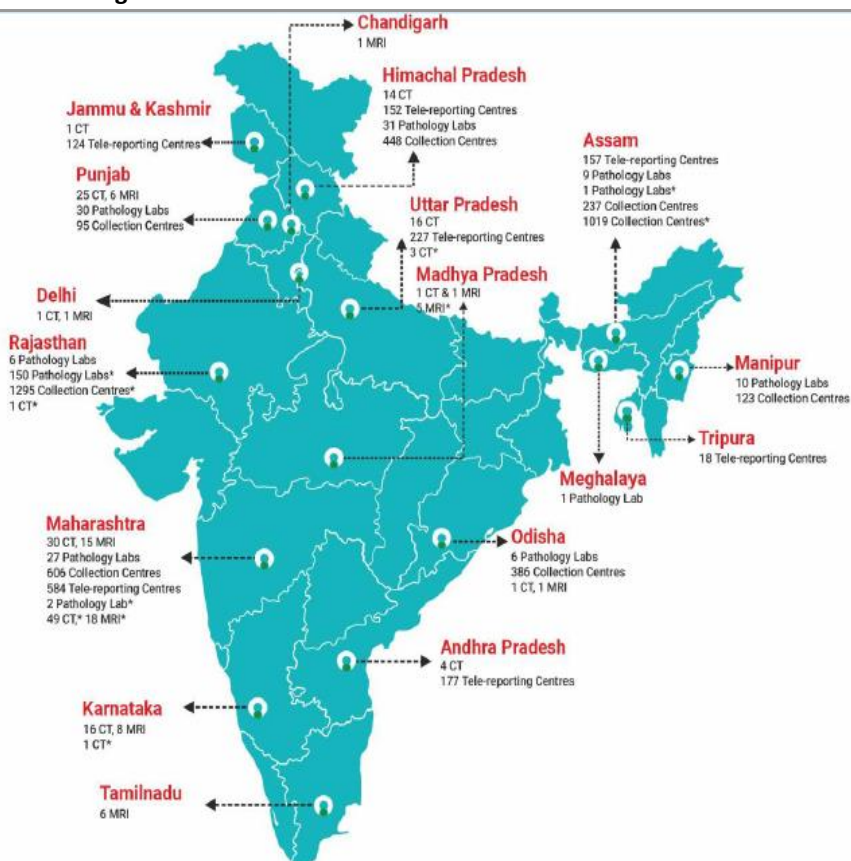 Chandigarh
1 MRI
Himachal Pradesh
14 CT
152 Tele-reporting Centres
31 Pathology Labs
448 Collection Centres
Jammu & Kashmir
1 CT
124 Tele-reporting Centres
Punjab
25 CT, 6 MRI
30 Pathology Labs
95 Collection Centres
Assam
157 Tele-reporting Centres
9 Pathology Labs
1 Pathology Labs*
237 Collection Centres
1019 Collection Centres*
Uttar Pradesh
16 CT
227 Tele-reporting Centres
3 CT*
Madhya Pradesh
1 CT & 1 MRI
5 MRI*
Delhi
1 CT, 1 MRI
Rajasthan
6 Pathology Labs
150 Pathology Labs*
1295 Collection Centres*
1 CT*
Manipur
10 Pathology Labs
123 Collection Centres
Tripura
18 Tele-reporting Centres
Meghalaya
1 Pathology Lab
Maharashtra
30 CT, 15 MRI
27 Pathology Labs
606 Collection Centres
584 Tele-reporting Centres
2 Pathology Lab*
49 CT,* 18 MRI*
Odisha
6 Pathology Labs
386 Collection Centres
1 CT, 1 MRI
Andhra Pradesh
4 CT
177 Tele-reporting Centres
Karnataka
16 CT, 8 MRI
1 CT*
Tamilnadu
6 MRI